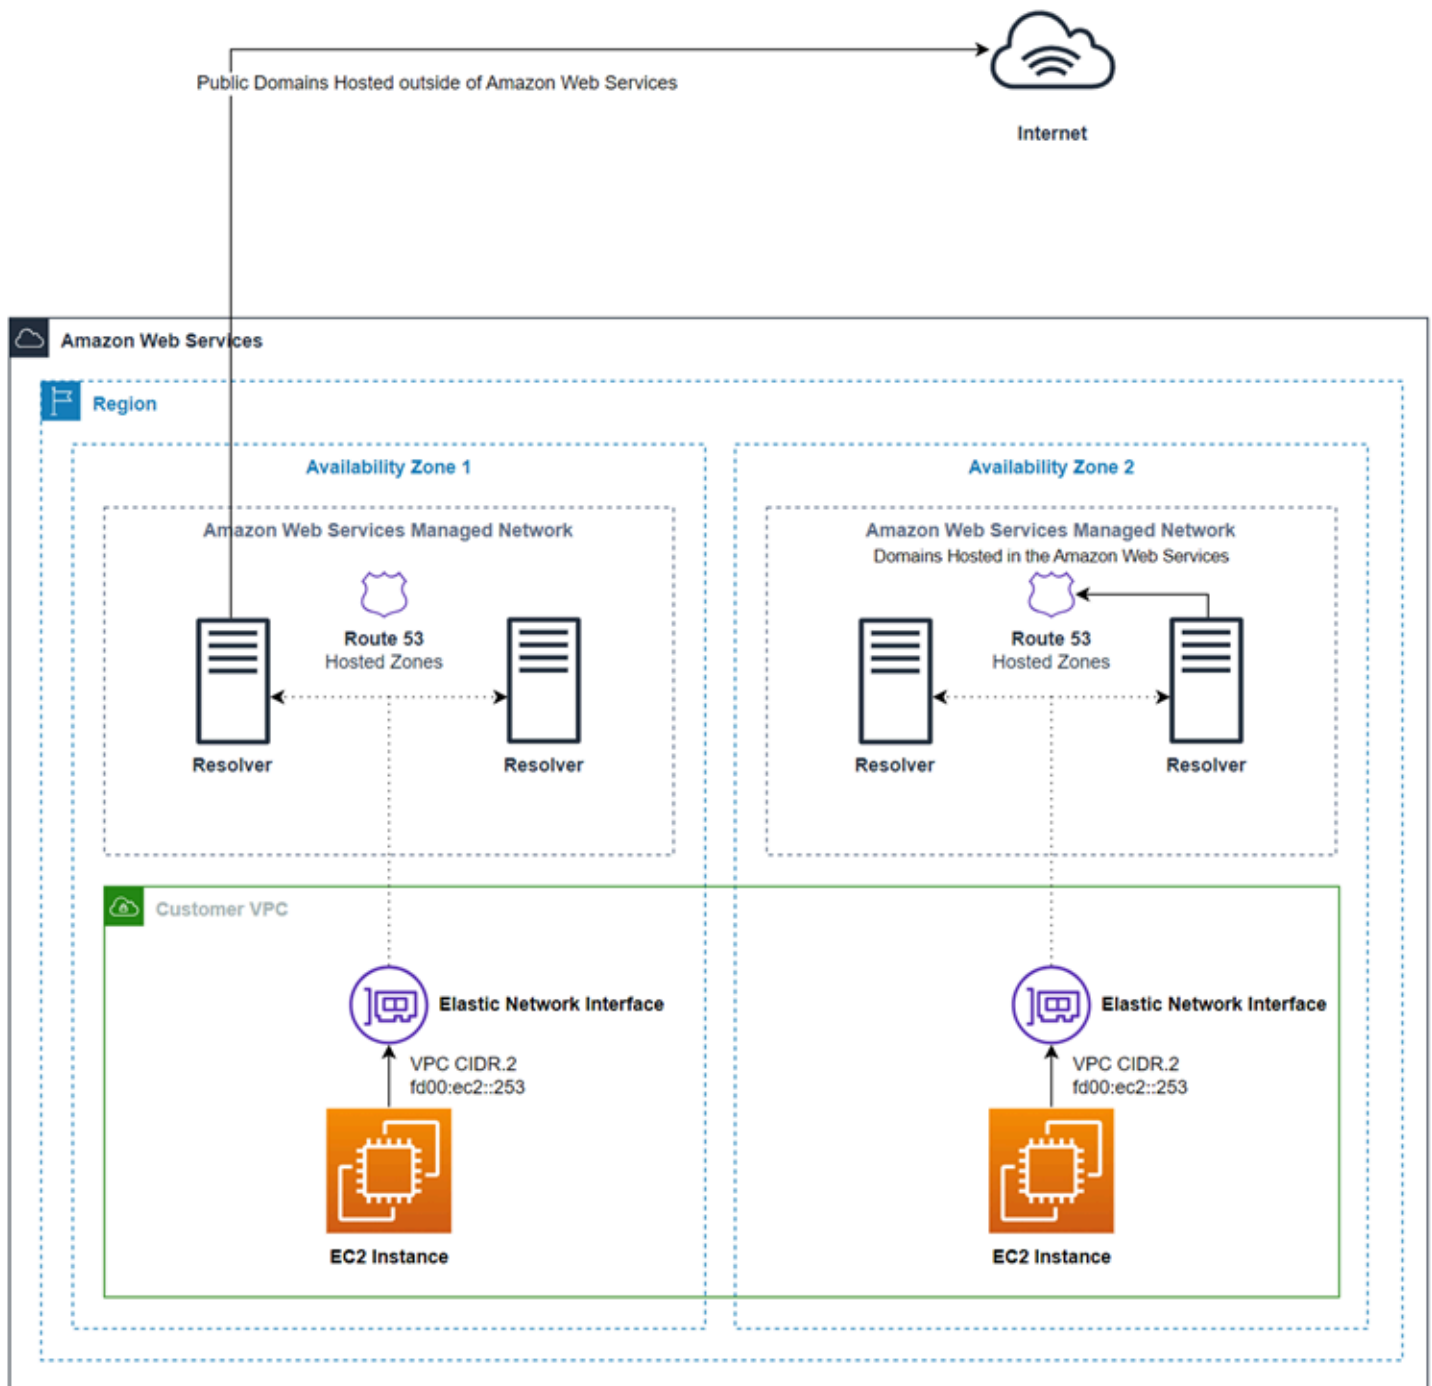 Public Domains Hosted outside of Amazon Web Services
Internet
Amazon Web Services
Region
Availability Zone 1
Amazon Web Services Managed Network
Route 53
Hosted Zones
Resolver
Resolver
Availability Zone 2
Amazon Web Services Managed Network
Domains Hosted in the Amazon Web Services
Route 53
Hosted Zones
Resolver
Resolver
Customer VPC
Elastic Network Interface
VPC CIDR.2
fd00:ec2::253
EC2 Instance
Elastic Network Interface
VPC CIDR.2
fd00:ec2::253
EC2 Instance